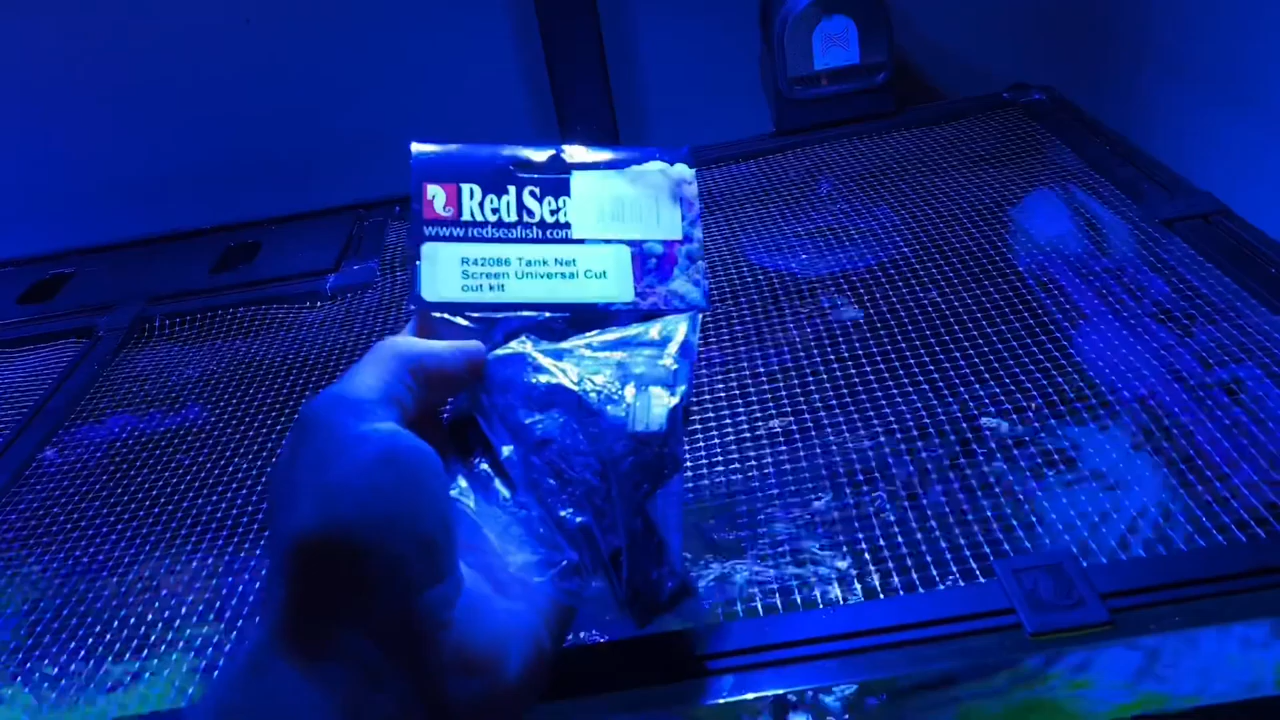 Red Sea
www.redseafish.com
R42086 Tank Net
Screen Universal Cut
out kit